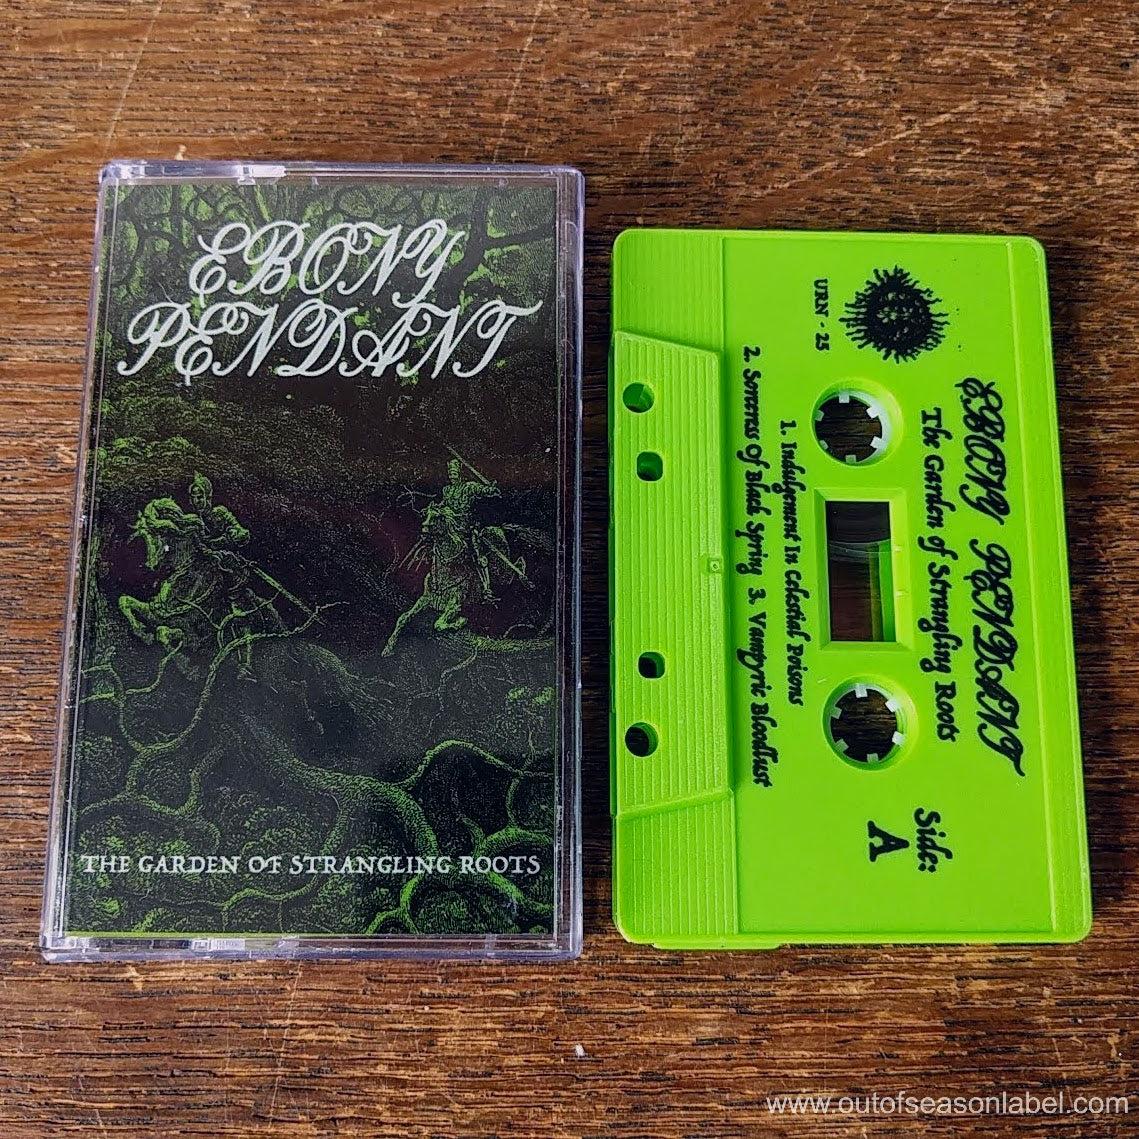 EBONY
PENDANT
THE GARDEN OF STRANGLING ROOTS
URN - 25
EBONY PENDANT
The Garden of Strangling Roots
1. Indulgement In Celestial Poisons
2. Sorceress Of Black Spring 3. Vampyric Bloodlust
Side:
A
www.outofseasonlabel.com